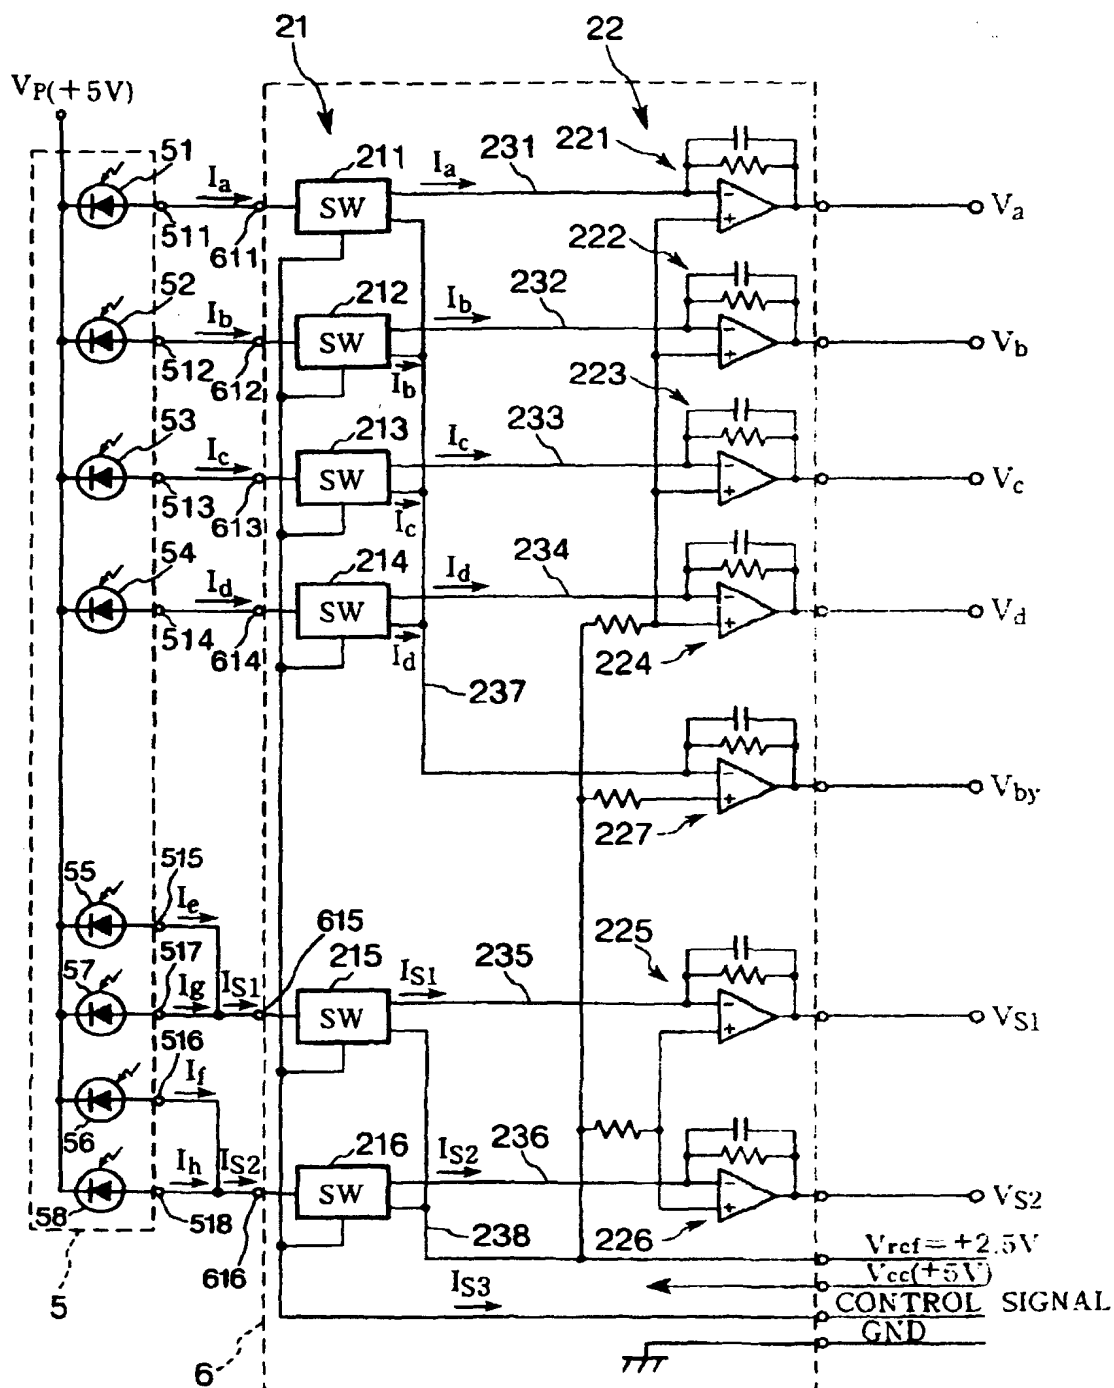 21
22
VP(+5V)
51
Ia
511
611
211
SW
Ia
231
221
Va
52
Ib
512
612
212
SW
Ib
Ib
232
222
Vb
53
Ic
513
613
213
SW
Ic
Ic
233
223
Vc
54
Id
514
614
214
SW
Id
Id
234
224
Vd
237
227
Vby
55
515
Ie
57
517
Ig
IS1
615
215
SW
IS1
235
225
VS1
516
If
56
Ih
IS2
58
518
616
216
SW
IS2
236
226
VS2
238
Vref=+2.5V
Vcc(+5V)
IS3
CONTROL SIGNAL
GND
5
6
- + - + - + - + - + - + - +